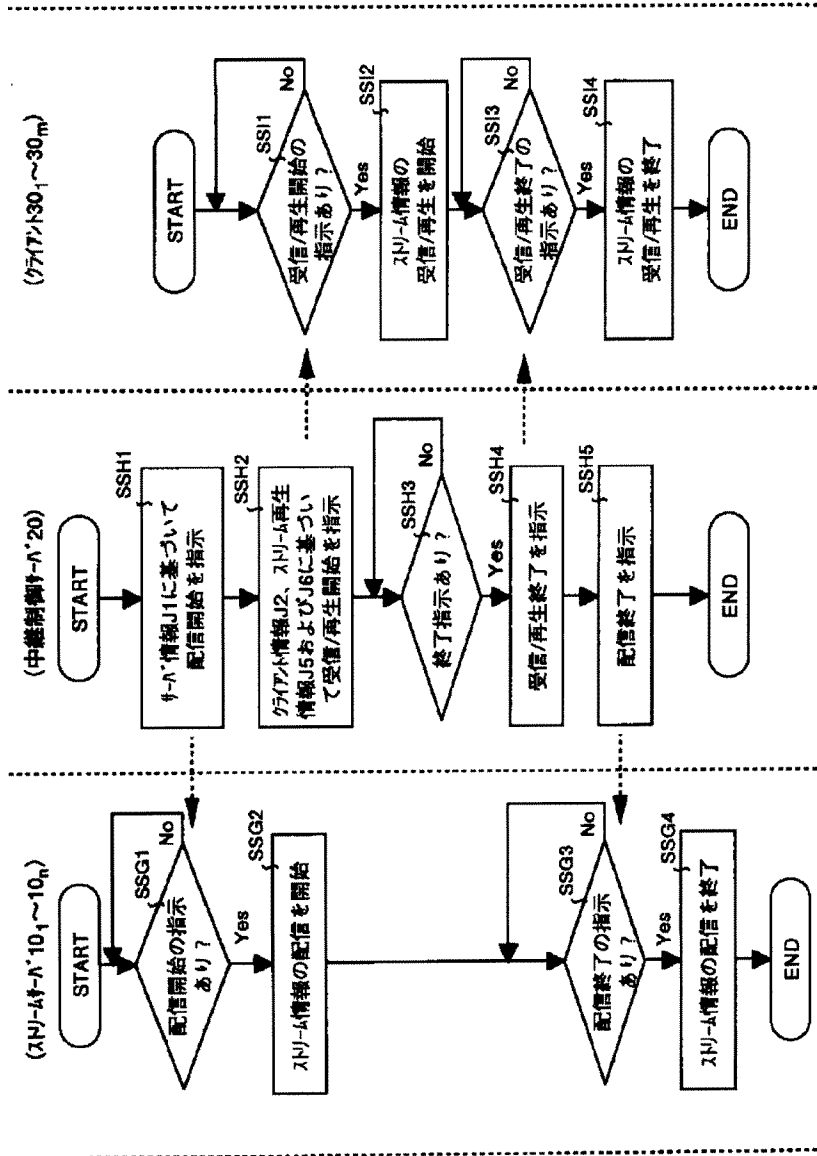 (ストリームサーバ10₁〜10ₙ)
START
SSG1
配信開始の指示
あり？
No
Yes
SSG2
ストリーム情報の配信を開始
SSG3
配信終了の指示
あり？
No
Yes
SSG4
ストリーム情報の配信を終了
END
(中継制御サーバ20)
START
SSH1
サーバ情報J1に基づいて
配信開始を指示
SSH2
クライアント情報J2、ストリーム再生
情報J5およびJ6に基づい
て受信/再生開始を指示
SSH3
終了指示あり？
No
Yes
SSH4
受信/再生終了を指示
SSH5
配信終了を指示
END
(クライアント30₁〜30ₘ)
START
SSI1
受信/再生開始の
指示あり？
No
Yes
SSI2
ストリーム情報の
受信/再生を開始
SSI3
受信/再生終了の
指示あり？
No
Yes
SSI4
ストリーム情報の
受信/再生を終了
END